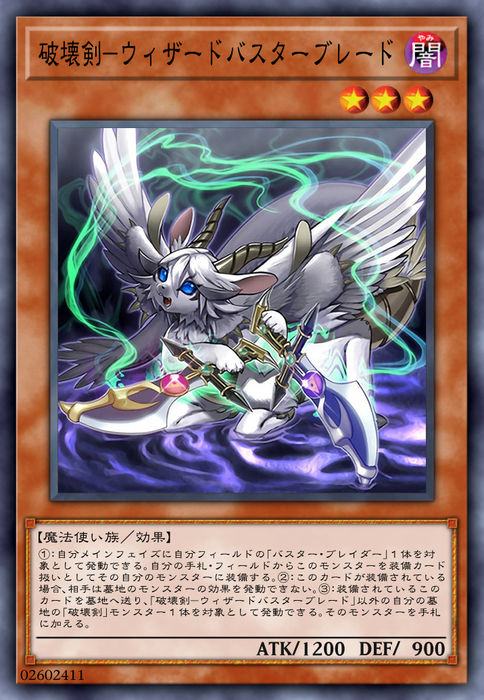 破壊剣－ウィザードバスターブレード
やみ
闇
【魔法使い族／効果】
①：自分メインフェイズに自分フィールドの「バスター・ブレイダー」１体を対
象として発動できる。自分の手札・フィールドからこのモンスターを装備カード
扱いとしてその自分のモンスターに装備する。②：このカードが装備されている
場合、相手は墓地のモンスターの効果を発動できない。③：装備されているこの
カードを墓地へ送り、「破壊剣－ウィザードバスターブレード」以外の自分の墓
地の「破壊剣」モンスター１体を対象として発動できる。そのモンスターを手札
に加える。
ATK/1200 DEF/ 900
02602411